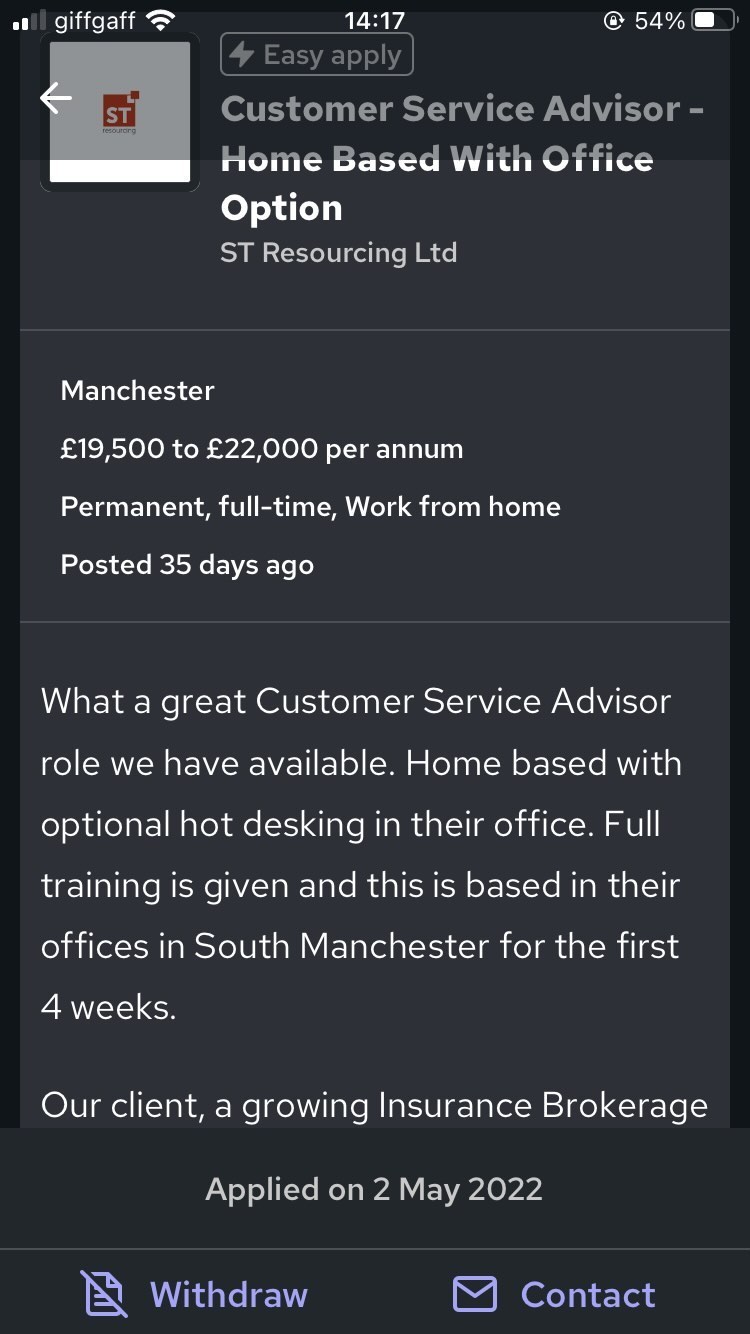 giffgaff 14:17 54%
Easy apply
ST
resourcing
Customer Service Advisor -
Home Based With Office
Option
ST Resourcing Ltd
Manchester
£19,500 to £22,000 per annum
Permanent, full-time, Work from home
Posted 35 days ago
What a great Customer Service Advisor
role we have available. Home based with
optional hot desking in their office. Full
training is given and this is based in their
offices in South Manchester for the first
4 weeks.
Our client, a growing Insurance Brokerage
Applied on 2 May 2022
Withdraw
Contact